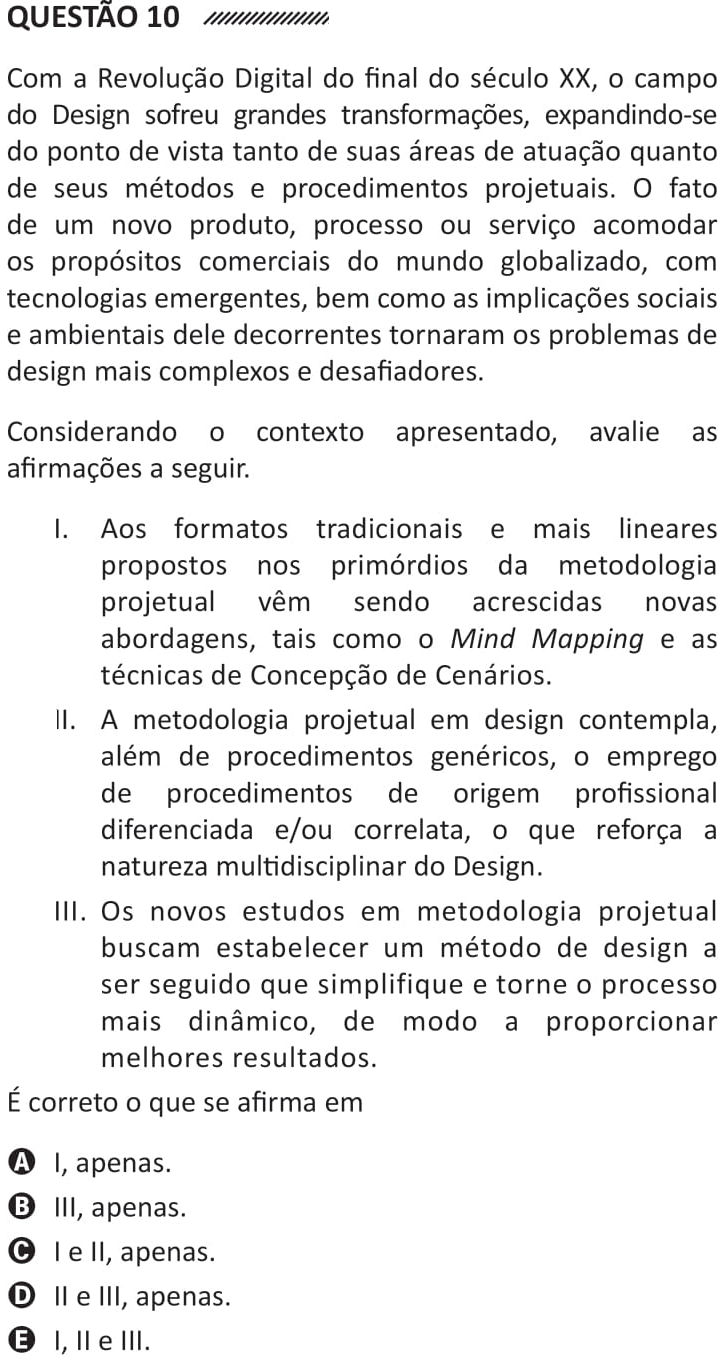 QUESTÃO 10
Com a Revolução Digital do final do século XX, o campo
do Design sofreu grandes transformações, expandindo-se
do ponto de vista tanto de suas áreas de atuação quanto
de seus métodos e procedimentos projetuais. O fato
de um novo produto, processo ou serviço acomodar
os propósitos comerciais do mundo globalizado, com
tecnologias emergentes, bem como as implicações sociais
e ambientais dele decorrentes tornaram os problemas de
design mais complexos e desafiadores.
Considerando o contexto apresentado, avalie as
afirmações a seguir.
I. Aos formatos tradicionais e mais lineares
propostos nos primórdios da metodologia
projetual vêm sendo acrescidas novas
abordagens, tais como o Mind Mapping e as
técnicas de Concepção de Cenários.
II. A metodologia projetual em design contempla,
além de procedimentos genéricos, o emprego
de procedimentos de origem profissional
diferenciada e/ou correlata, o que reforça a
natureza multidisciplinar do Design.
III. Os novos estudos em metodologia projetual
buscam estabelecer um método de design a
ser seguido que simplifique e torne o processo
mais dinâmico, de modo a proporcionar
melhores resultados.
É correto o que se afirma em
A I, apenas.
B III, apenas.
C I e II, apenas.
D II e III, apenas.
E I, II e III.